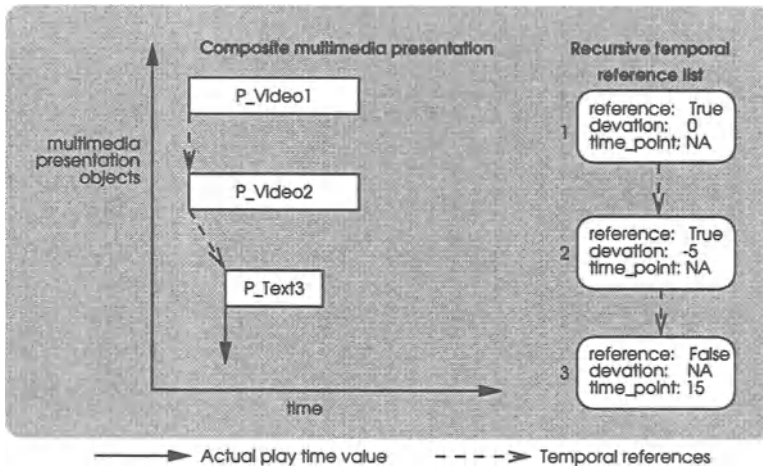 Composite multimedia presentation
Recursive temporal
reference list
P_Video1
multimedia
presentation
objects
P_Video2
P_Text3
time
1
reference: True
devation: 0
time_point; NA
2
reference: True
devation: -5
time_point: NA
3
reference: False
devation: NA
time_point: 15
Actual play time value
Temporal references